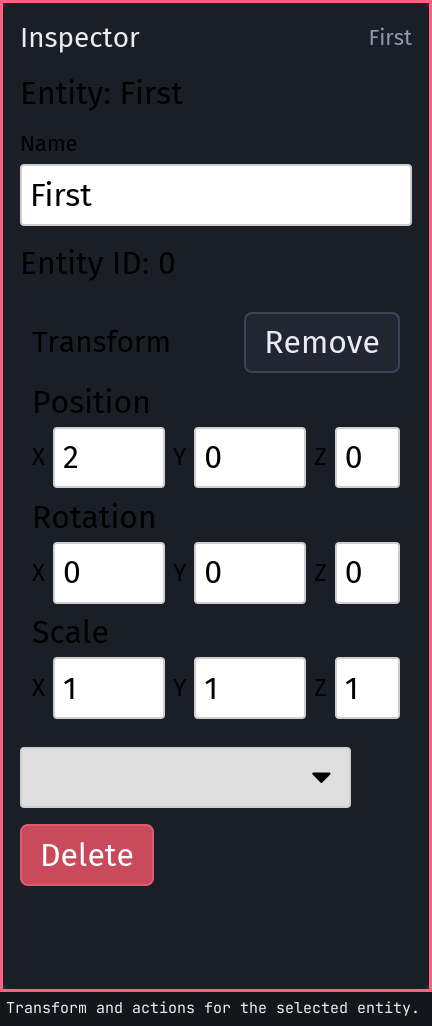 Inspector First
Entity: First
Name
First
Entity ID: 0
Transform Remove
Position
X 2 Y 0 Z 0
Rotation
X 0 Y 0 Z 0
Scale
X 1 Y 1 Z 1
Delete
Transform and actions for the selected entity.